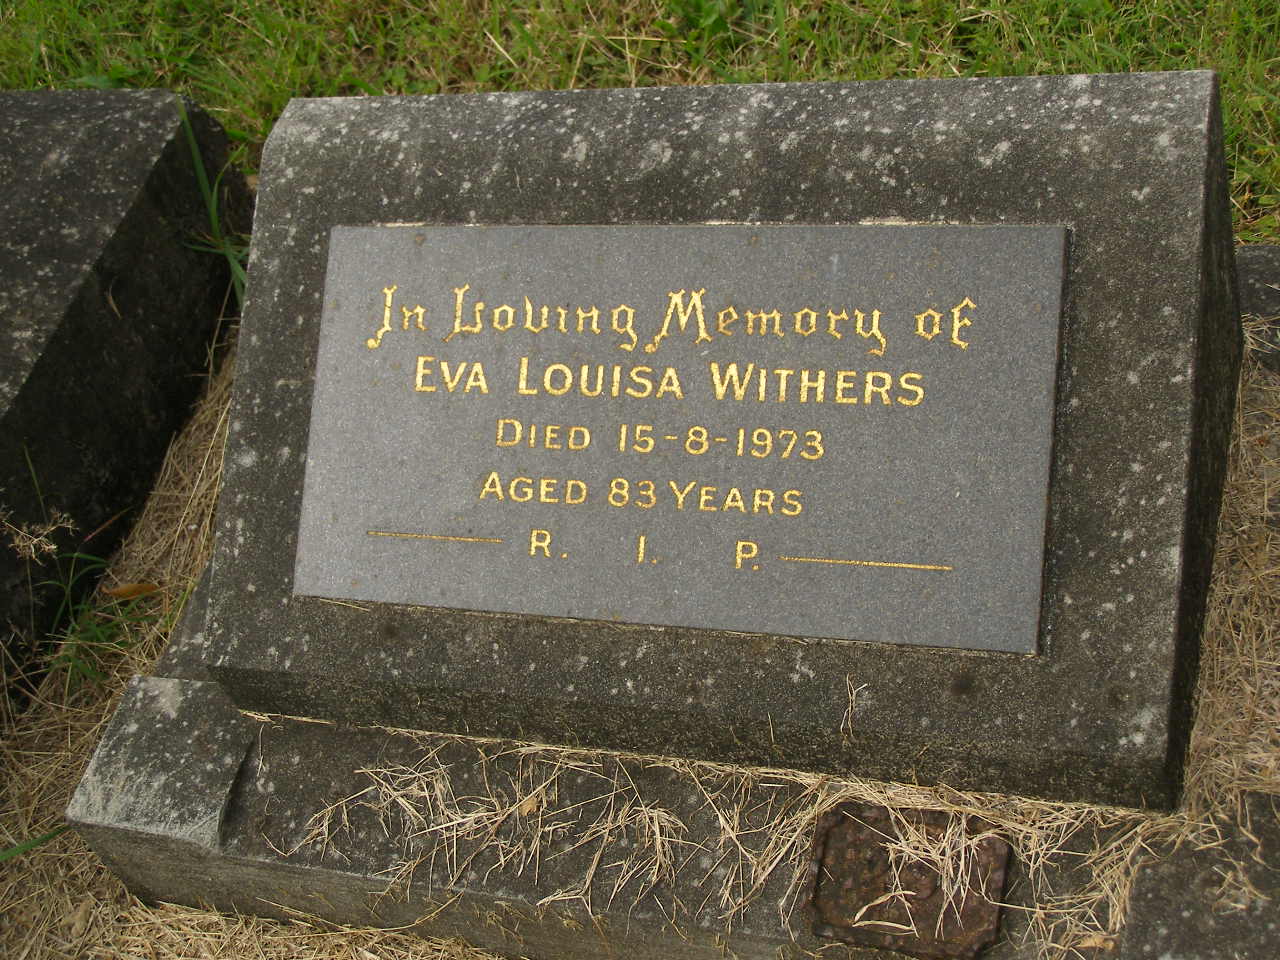 In Loving Memory of
EVA LOUISA WITHERS
DIED 15-8-1973
AGED 83 YEARS
R. I. P.